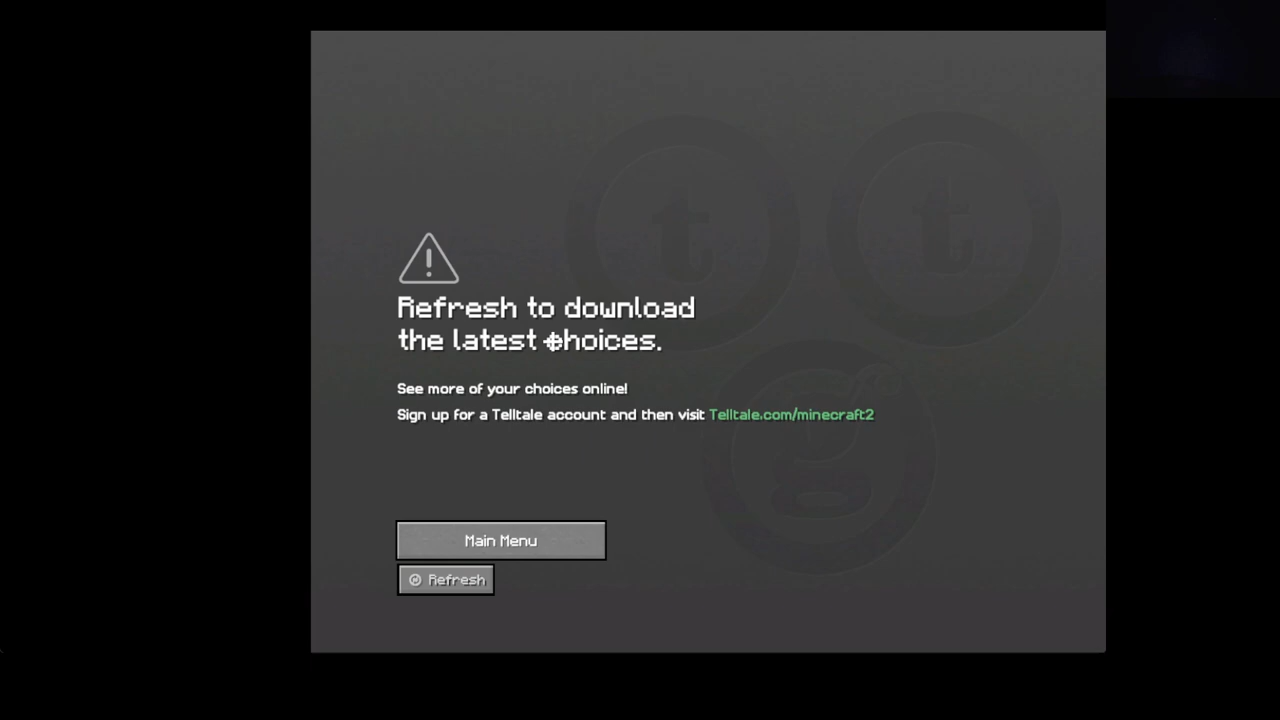 Refresh to download
the latest choices.
See more of your choices online!
Sign up for a Telltale account and then visit Telltale.com/minecraft2
Main Menu
Refresh